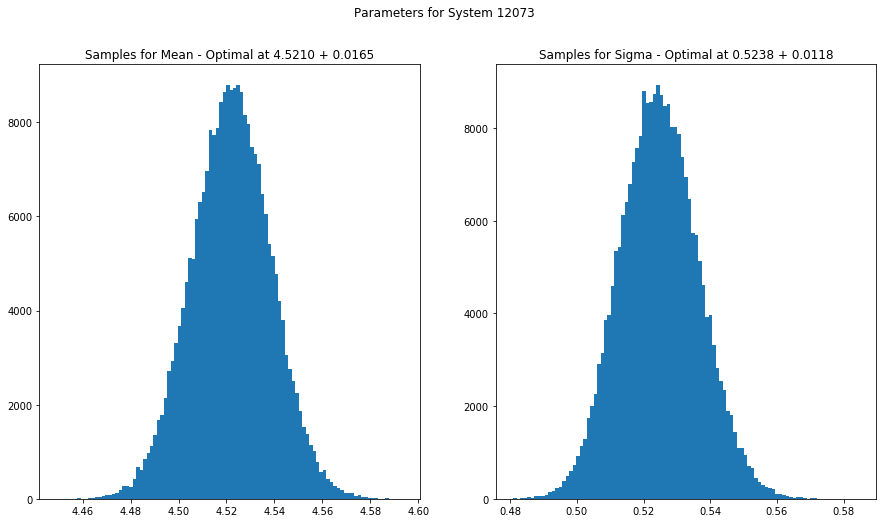 Parameters for System 12073
Samples for Mean - Optimal at 4.5210 + 0.0165
8000
6000
4000
2000
0
4.46 4.48 4.50 4.52 4.54 4.56 4.58 4.60
Samples for Sigma - Optimal at 0.5238 + 0.0118
8000
6000
4000
2000
0
0.48 0.50 0.52 0.54 0.56 0.58